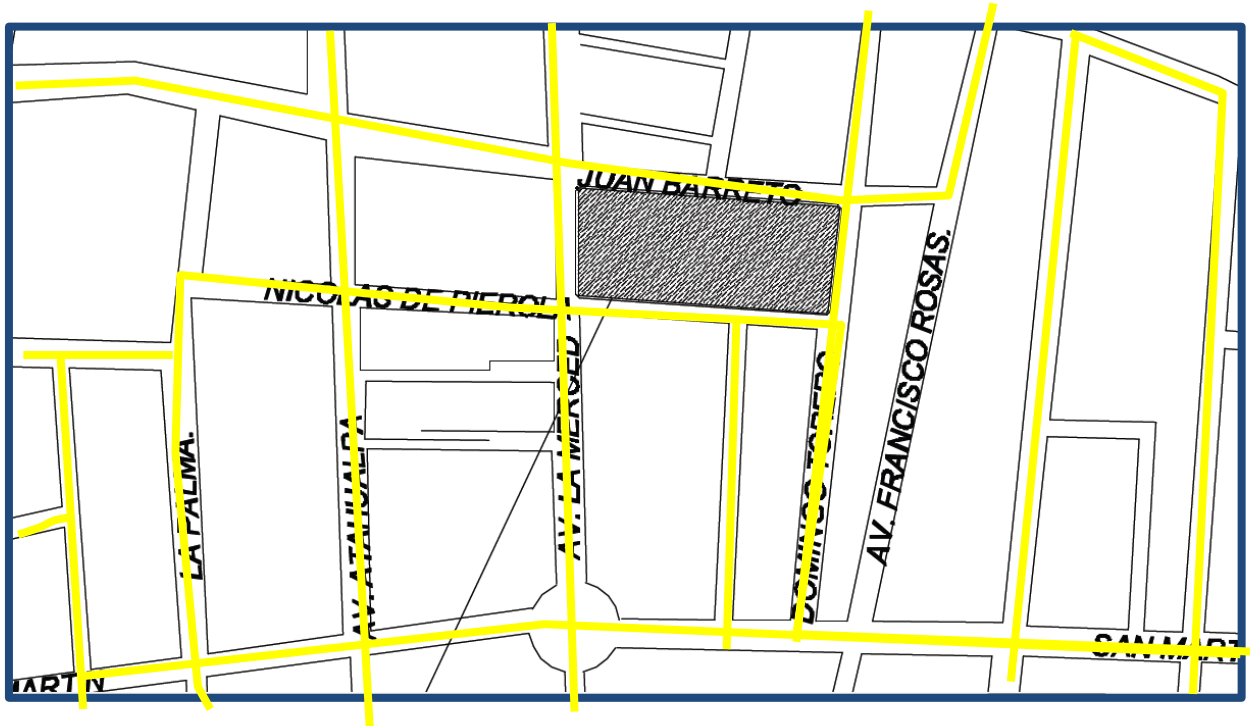 JUAN BARRETO
NICOLAS DE PIEROLA
AV. FRANCISCO ROSAS.
AV. LA MERCED
DOMINGO TORERO
LA PALMA.
AV. ATAHUALPA
SAN MART
MARTIN